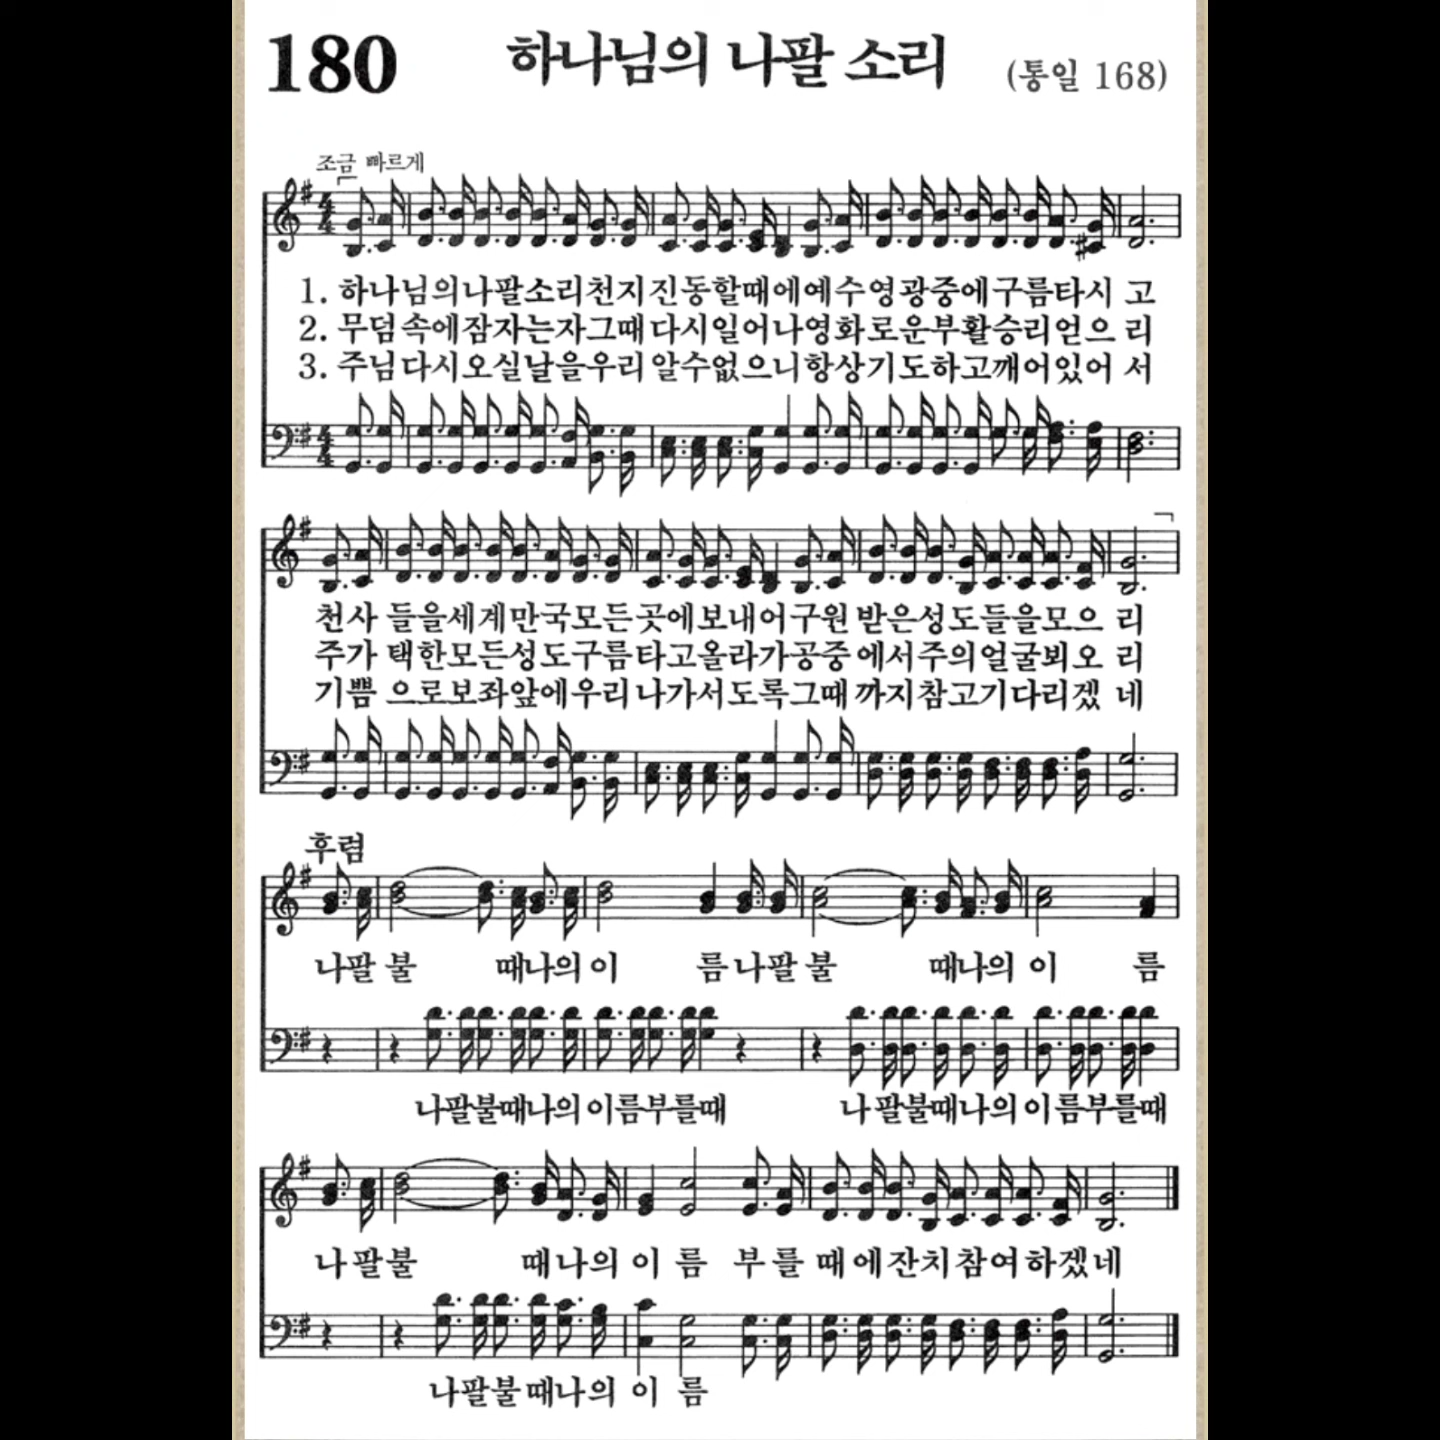 180 하나님의 나팔 소리 (통일 168)
조금 빠르게
1. 하나님의나팔소리천지진동할때에예수영광중에구름타시 고
2. 무덤속에잠자는자그때다시일어나영화로운부활승리얻으 리
3. 주님다시오실날을우리알수없으니항상기도하고깨어있어 서
천사 들을세계만국모든곳에보내어구원 받은성도들을모으 리
주가 택한모든성도구름타고올라가공중에서주의얼굴뵈오 리
기쁨 으로보좌앞에우리나가서도록그때까지참고기다리겠 네
후렴
나팔 불 때나의 이 름나팔 불 때나의 이 름
나팔불때나의이름부를때 나팔불때나의이름부를때
나팔불 때나의 이 름 부를 때에잔치참여하겠네
나팔불때나의 이 름